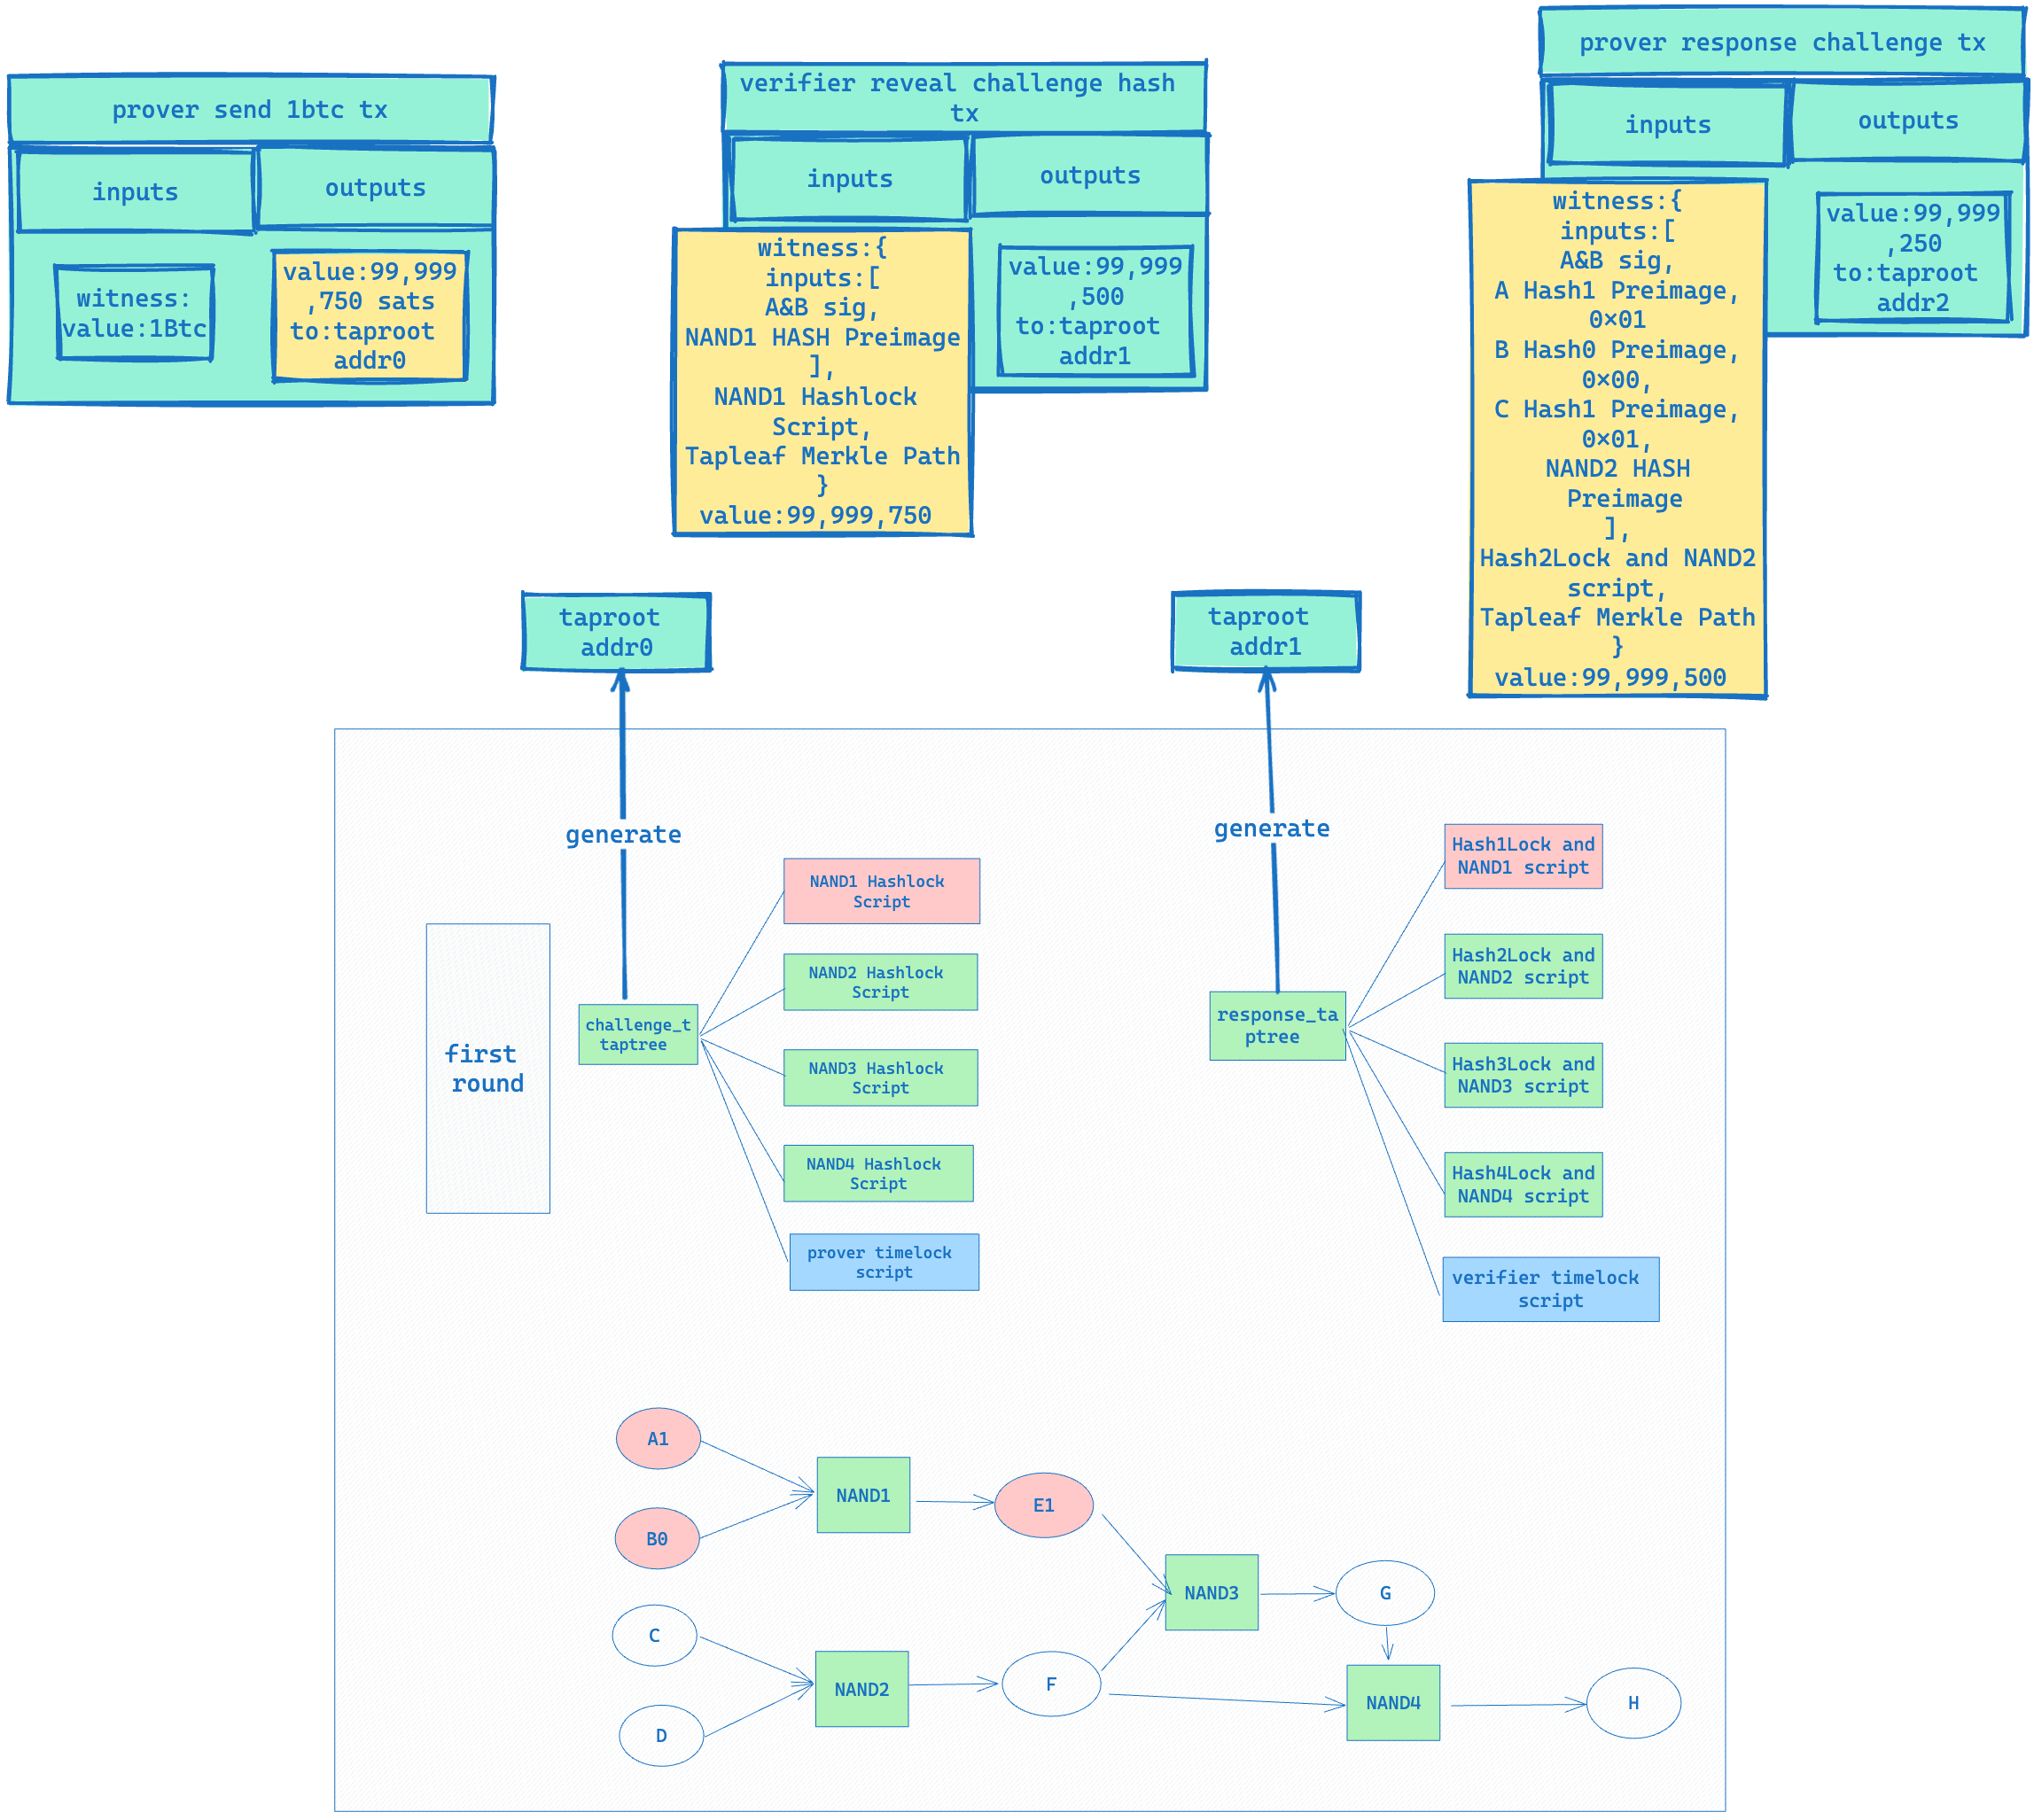 prover send 1btc tx
inputs
outputs
witness:
value:1Btc
value:99,999
,750 sats
to:taproot
addr0
verifier reveal challenge hash
tx
inputs
outputs
witness:{
inputs:[
A&B sig,
NAND1 HASH Preimage
],
NAND1 Hashlock
Script,
Tapleaf Merkle Path
}
value:99,999,750
value:99,999
,500
to:taproot
addr1
prover response challenge tx
inputs
outputs
witness:{
inputs:[
A&B sig,
A Hash1 Preimage,
0×01
B Hash0 Preimage,
0×00,
C Hash1 Preimage,
0×01,
NAND2 HASH
Preimage
],
Hash2Lock and NAND2
script,
Tapleaf Merkle Path
}
value:99,999,500
value:99,999
,250
to:taproot
addr2
taproot
addr0
taproot
addr1
generate
generate
first
round
challenge_t
taptree
NAND1 Hashlock
Script
NAND2 Hashlock
Script
NAND3 Hashlock
Script
NAND4 Hashlock
Script
prover timelock
script
response_ta
ptree
Hash1Lock and
NAND1 script
Hash2Lock and
NAND2 script
Hash3Lock and
NAND3 script
Hash4Lock and
NAND4 script
verifier timelock
script
A1
B0
NAND1
E1
C
D
NAND2
F
NAND3
G
NAND4
H